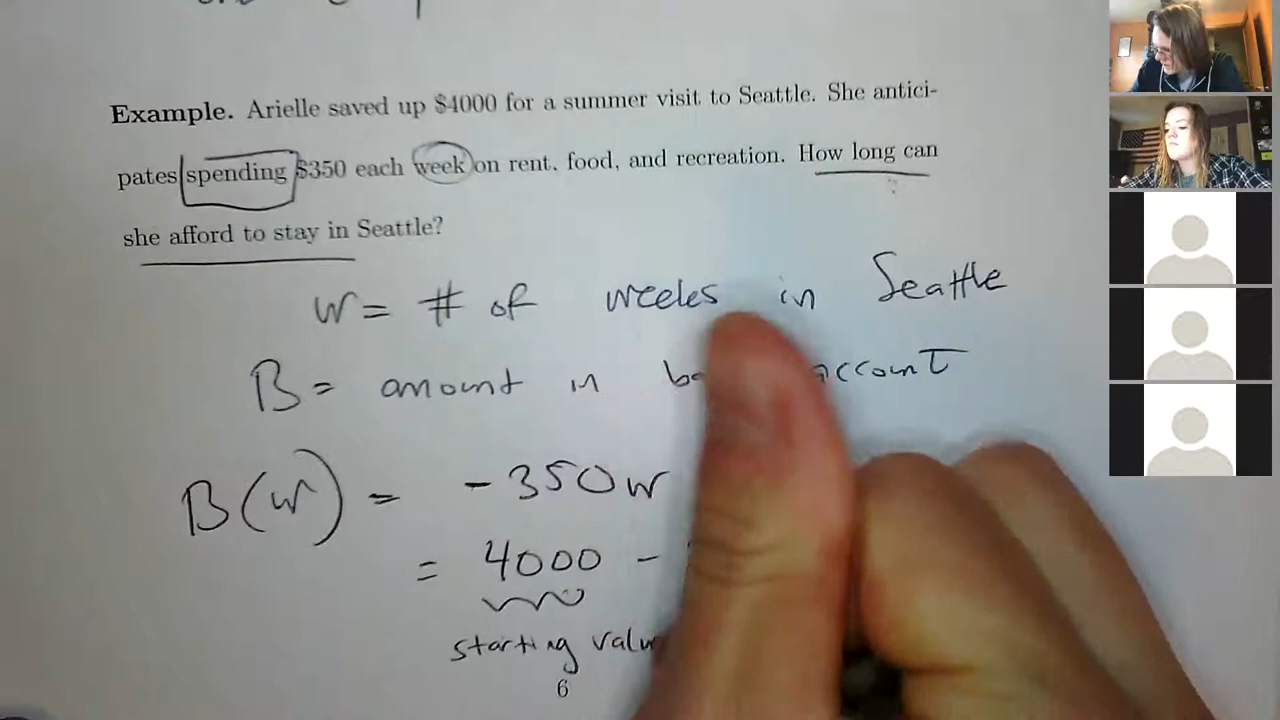 Example. Arielle saved up $4000 for a summer visit to Seattle. She antici-
pates spending $350 each week on rent, food, and recreation. How long can
she afford to stay in Seattle?
W = # of weeks in Seattle
B = amount in account
B(w) = -350w
= 4000 -
starting
6